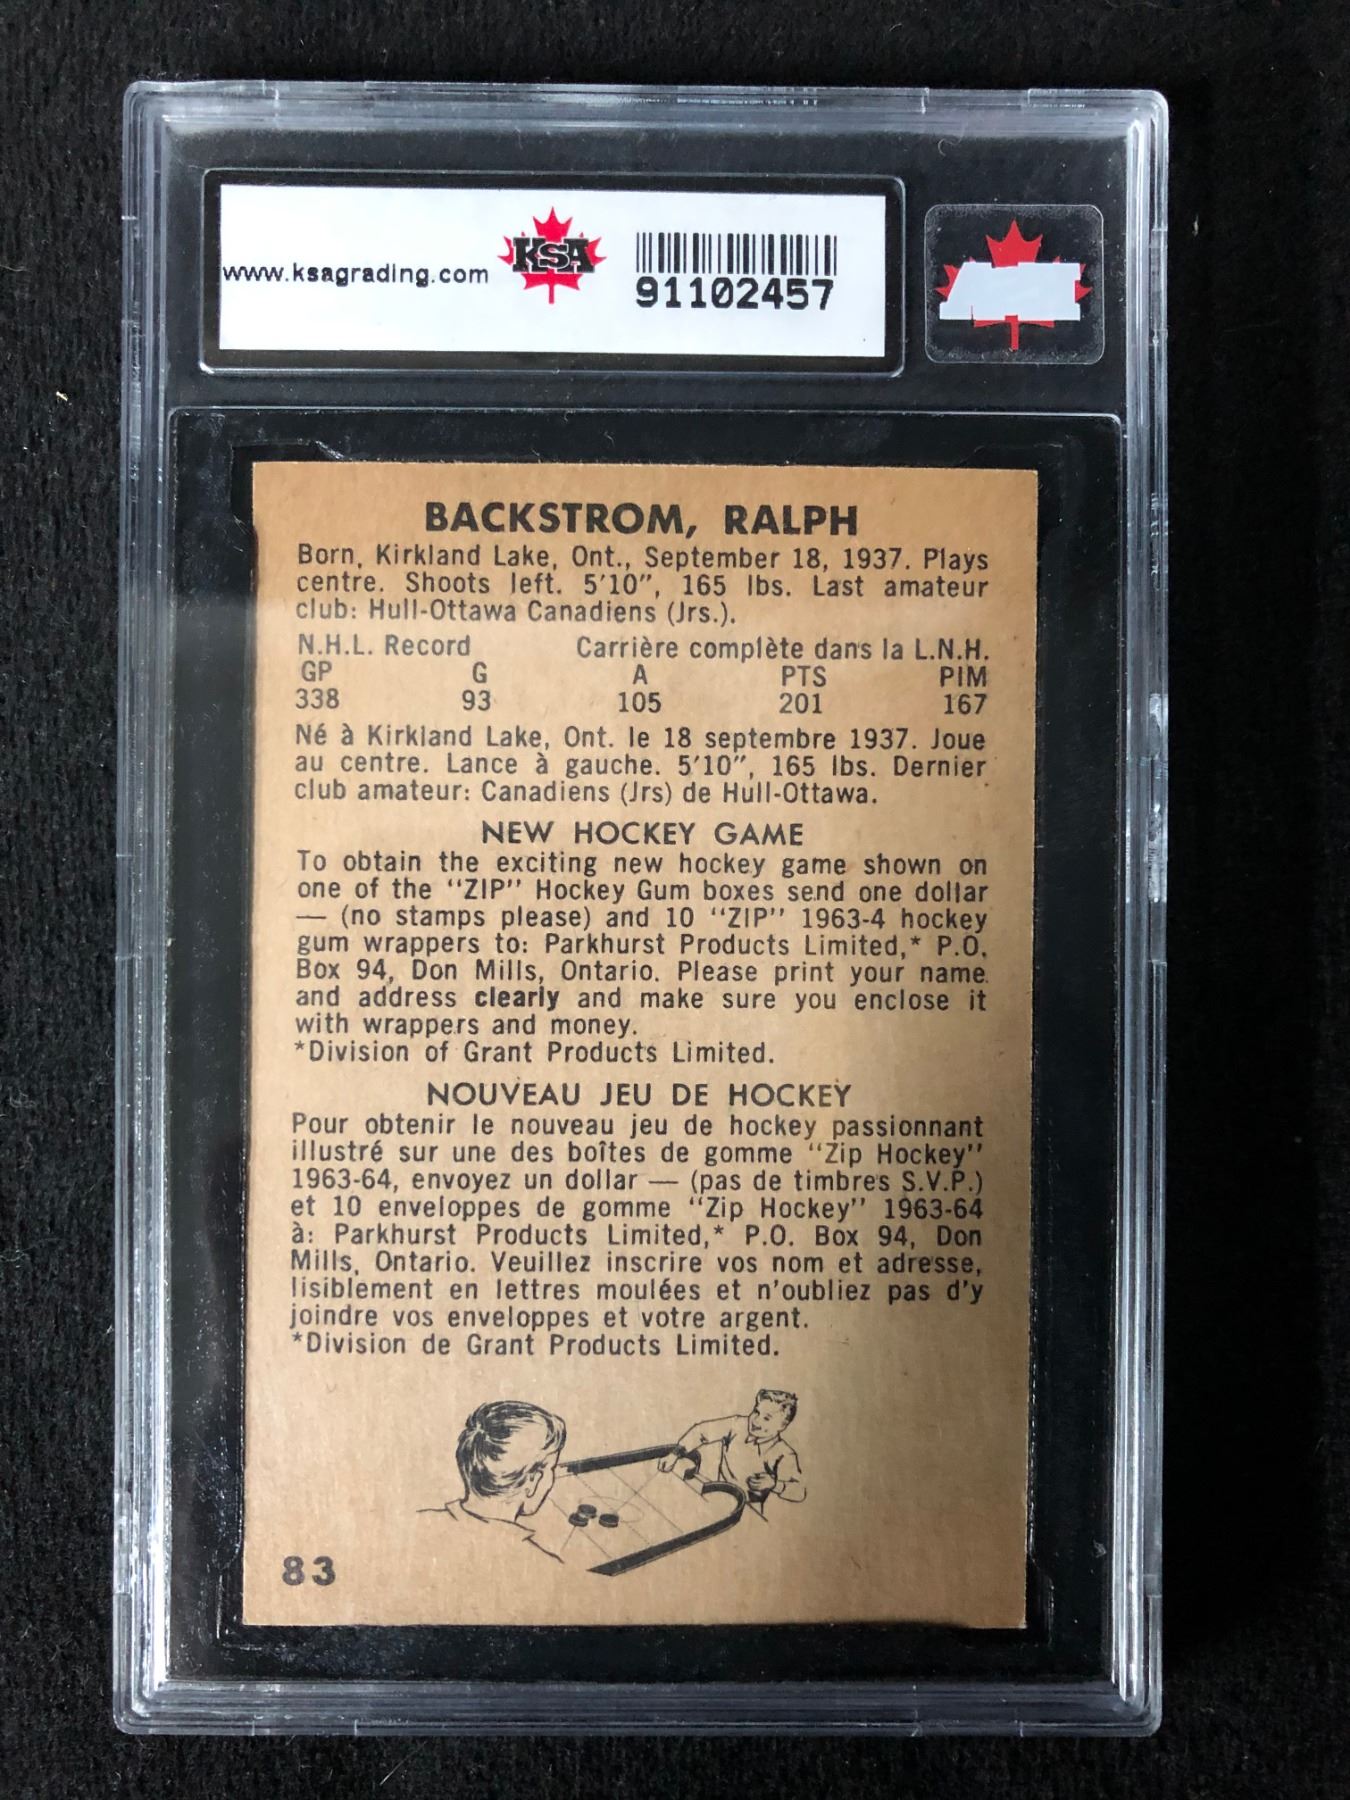 www.ksagrading.com
KSA
91102457
BACKSTROM, RALPH
Born, Kirkland Lake, Ont., September 18, 1937. Plays
centre. Shoots left. 5'10", 165 lbs. Last amateur
club: Hull-Ottawa Canadiens (Jrs.).
N.H.L. Record Carrière complète dans la L.N.H.
GP G A PTS PIM
338 93 105 201 167
Né à Kirkland Lake, Ont. le 18 septembre 1937. Joue
au centre. Lance à gauche. 5'10", 165 lbs. Dernier
club amateur: Canadiens (Jrs) de Hull-Ottawa.
NEW HOCKEY GAME
To obtain the exciting new hockey game shown on
one of the "ZIP" Hockey Gum boxes send one dollar
— (no stamps please) and 10 "ZIP" 1963-4 hockey
gum wrappers to: Parkhurst Products Limited,* P.O.
Box 94, Don Mills, Ontario. Please print your name
and address clearly and make sure you enclose it
with wrappers and money.
*Division of Grant Products Limited.
NOUVEAU JEU DE HOCKEY
Pour obtenir le nouveau jeu de hockey passionnant
illustré sur une des boîtes de gomme "Zip Hockey"
1963-64, envoyez un dollar — (pas de timbres S.V.P.)
et 10 enveloppes de gomme "Zip Hockey" 1963-64
à: Parkhurst Products Limited,* P.O. Box 94, Don
Mills, Ontario. Veuillez inscrire vos nom et adresse,
lisiblement en lettres moulées et n'oubliez pas d'y
joindre vos enveloppes et votre argent.
*Division de Grant Products Limited.
83